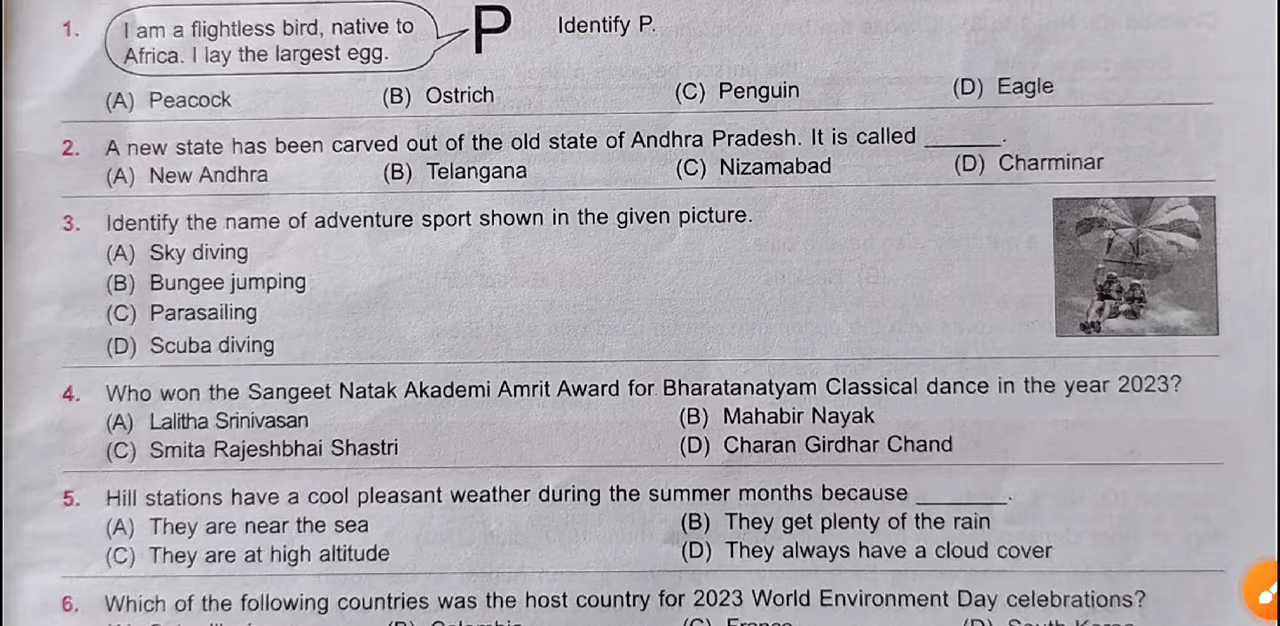 1. I am a flightless bird, native to Africa. I lay the largest egg. P Identify P.
(A) Peacock (B) Ostrich (C) Penguin (D) Eagle
2. A new state has been carved out of the old state of Andhra Pradesh. It is called ______.
(A) New Andhra (B) Telangana (C) Nizamabad (D) Charminar
3. Identify the name of adventure sport shown in the given picture.
(A) Sky diving
(B) Bungee jumping
(C) Parasailing
(D) Scuba diving
4. Who won the Sangeet Natak Akademi Amrit Award for Bharatanatyam Classical dance in the year 2023?
(A) Lalitha Srinivasan (B) Mahabir Nayak
(C) Smita Rajeshbhai Shastri (D) Charan Girdhar Chand
5. Hill stations have a cool pleasant weather during the summer months because ______.
(A) They are near the sea (B) They get plenty of the rain
(C) They are at high altitude (D) They always have a cloud cover
6. Which of the following countries was the host country for 2023 World Environment Day celebrations?